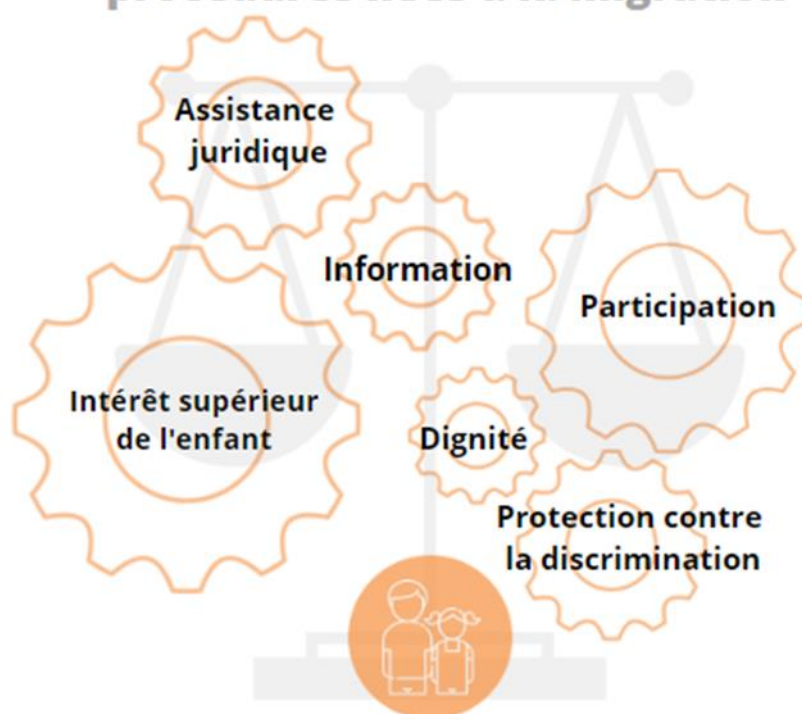 Assistance
juridique
Information
Participation
Intérêt supérieur
de l'enfant
Dignité
Protection contre
la discrimination